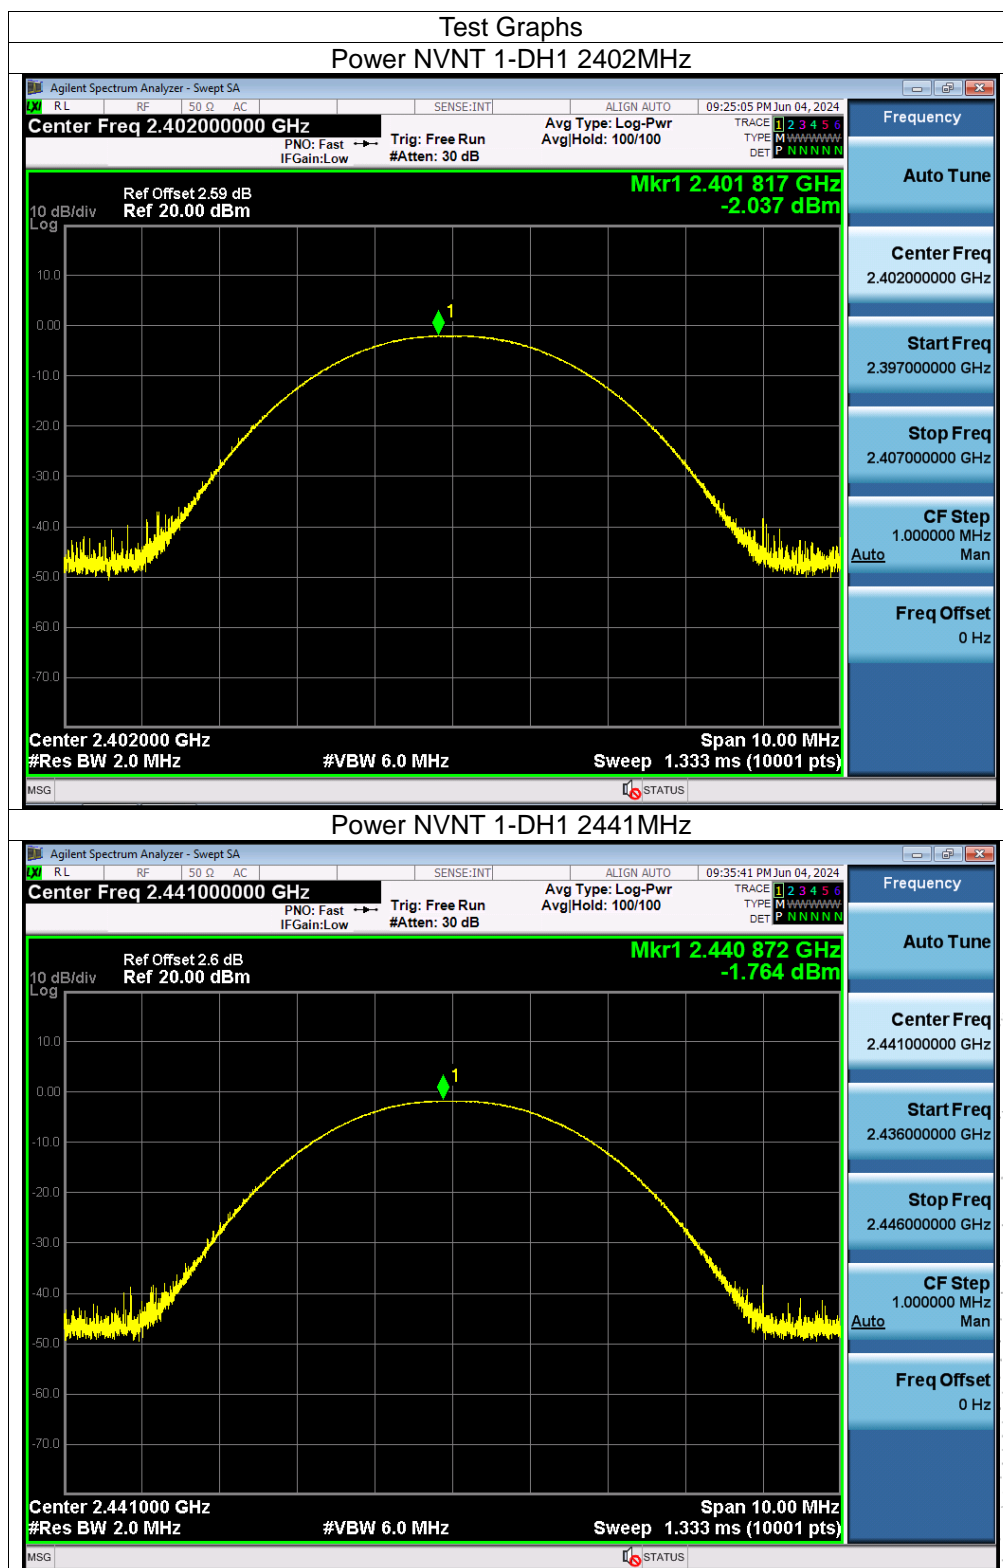 Test Graphs
Power NVNT 1-DH1 2402MHz
Agilent Spectrum Analyzer - Swept SA
LXI RL RF 50 Ω AC SENSE:INT ALIGN AUTO 09:25:05 PM Jun 04, 2024
Center Freq 2.402000000 GHz
PNO: Fast
IFGain:Low
Trig: Free Run
#Atten: 30 dB
Avg Type: Log-Pwr
Avg|Hold: 100/100
TRACE 1 2 3 4 5 6
TYPE M W W W W W
DET P N N N N N
Mkr1 2.401 817 GHz
-2.037 dBm
Ref Offset 2.59 dB
10 dB/div Ref 20.00 dBm
Log
10.0
0.00
-10.0
-20.0
-30.0
-40.0
-50.0
-60.0
-70.0
1
Center 2.402000 GHz Span 10.00 MHz
#Res BW 2.0 MHz #VBW 6.0 MHz Sweep 1.333 ms (10001 pts)
MSG STATUS
Frequency
Auto Tune
Center Freq
2.402000000 GHz
Start Freq
2.397000000 GHz
Stop Freq
2.407000000 GHz
CF Step
1.000000 MHz
Auto Man
Freq Offset
0 Hz
Power NVNT 1-DH1 2441MHz
Agilent Spectrum Analyzer - Swept SA
LXI RL RF 50 Ω AC SENSE:INT ALIGN AUTO 09:35:41 PM Jun 04, 2024
Center Freq 2.441000000 GHz
PNO: Fast
IFGain:Low
Trig: Free Run
#Atten: 30 dB
Avg Type: Log-Pwr
Avg|Hold: 100/100
TRACE 1 2 3 4 5 6
TYPE M W W W W W
DET P N N N N N
Mkr1 2.440 872 GHz
-1.764 dBm
Ref Offset 2.6 dB
10 dB/div Ref 20.00 dBm
Log
10.0
0.00
-10.0
-20.0
-30.0
-40.0
-50.0
-60.0
-70.0
1
Center 2.441000 GHz Span 10.00 MHz
#Res BW 2.0 MHz #VBW 6.0 MHz Sweep 1.333 ms (10001 pts)
MSG STATUS
Frequency
Auto Tune
Center Freq
2.441000000 GHz
Start Freq
2.436000000 GHz
Stop Freq
2.446000000 GHz
CF Step
1.000000 MHz
Auto Man
Freq Offset
0 Hz